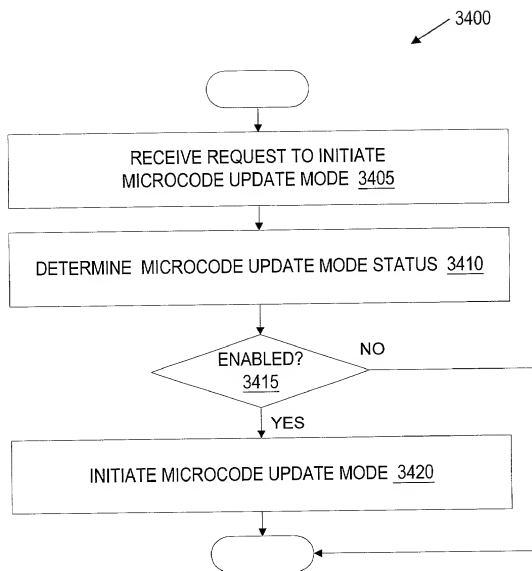 3400
RECEIVE REQUEST TO INITIATE
MICROCODE UPDATE MODE 3405
DETERMINE MICROCODE UPDATE MODE STATUS 3410
ENABLED?
3415
NO
YES
INITIATE MICROCODE UPDATE MODE 3420